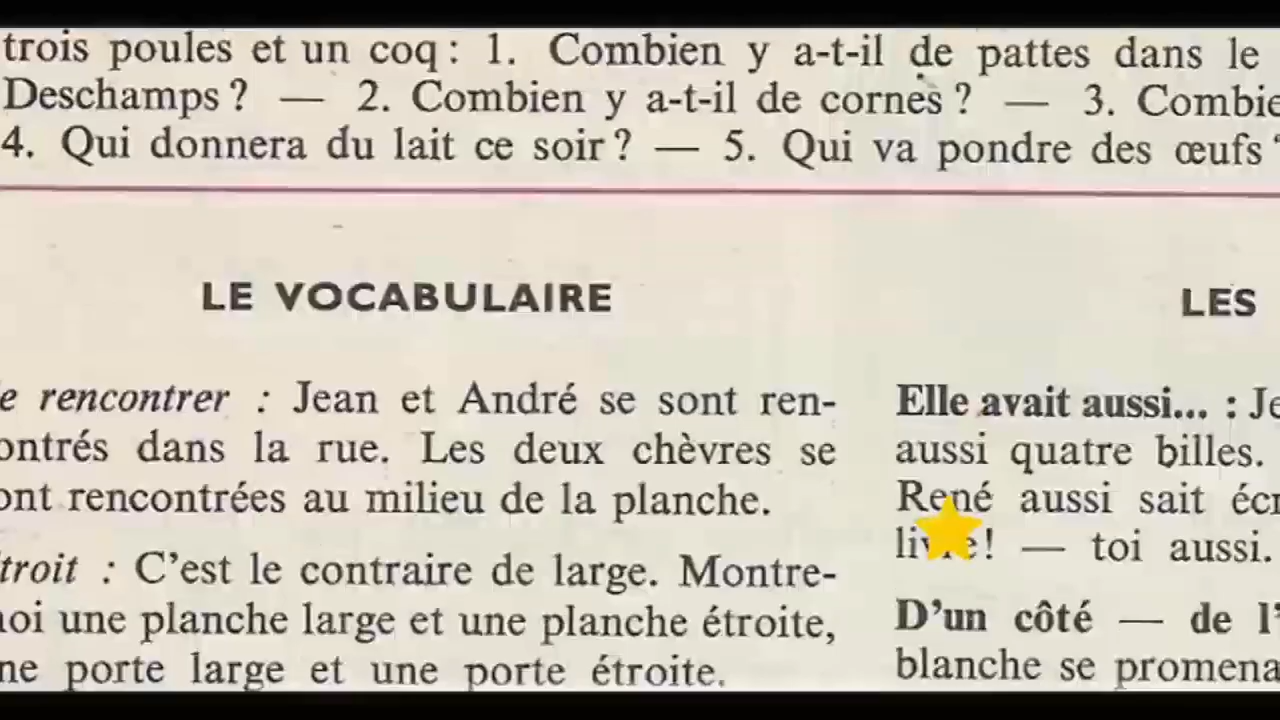 trois poules et un coq : 1. Combien y a-t-il de pattes dans le
Deschamps ? — 2. Combien y a-t-il de cornes ? — 3. Combie
4. Qui donnera du lait ce soir ? — 5. Qui va pondre des œufs
LE VOCABULAIRE
e rencontrer : Jean et André se sont ren-
ontrés dans la rue. Les deux chèvres se
ont rencontrées au milieu de la planche.
troit : C'est le contraire de large. Montre-
oi une planche large et une planche étroite,
ne porte large et une porte étroite.
LES
Elle avait aussi... : Je
aussi quatre billes.
René aussi sait écr
! — toi aussi.
D'un côté — de l'
blanche se promena